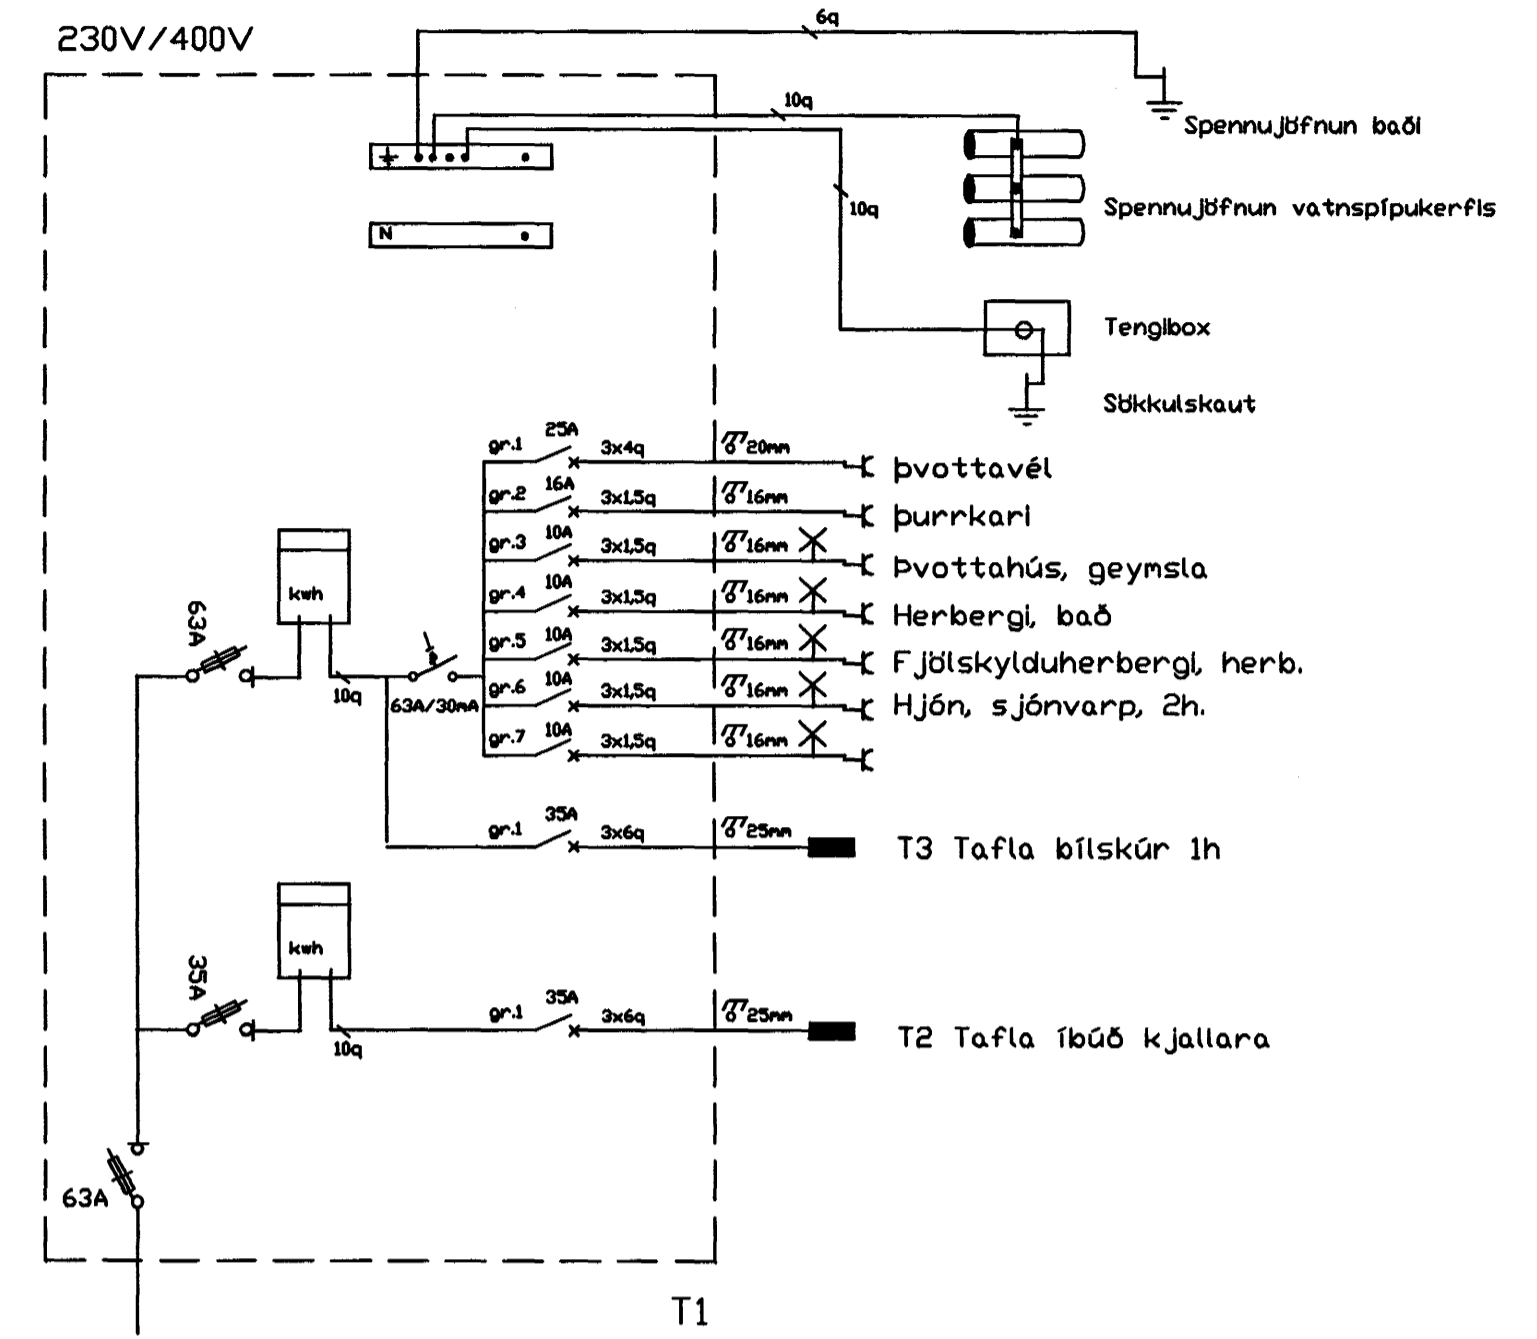 230V/400V
6q
10q
Spennujöfnun baði
10q
Spennujöfnun vatnspípukerfis
N
Tengibox
Sökkulskaut
gr.1 25A 3x4q 20mm þvottavél
gr.2 16A 3x1,5q 16mm þurrkari
gr.3 10A 3x1,5q 16mm Þvottahús, geymsla
gr.4 10A 3x1,5q 16mm Herbergi, bað
gr.5 10A 3x1,5q 16mm Fjölskylduherbergi, herb.
gr.6 10A 3x1,5q 16mm Hjón, sjónvarp, 2h.
gr.7 10A 3x1,5q 16mm
kwh
63A
10q
63A/30mA
gr.1 35A 3x6q 25mm T3 Tafla bílskúr 1h
kwh
35A
10q
gr.1 35A 3x6q 25mm T2 Tafla íbúð kjallara
63A
T1